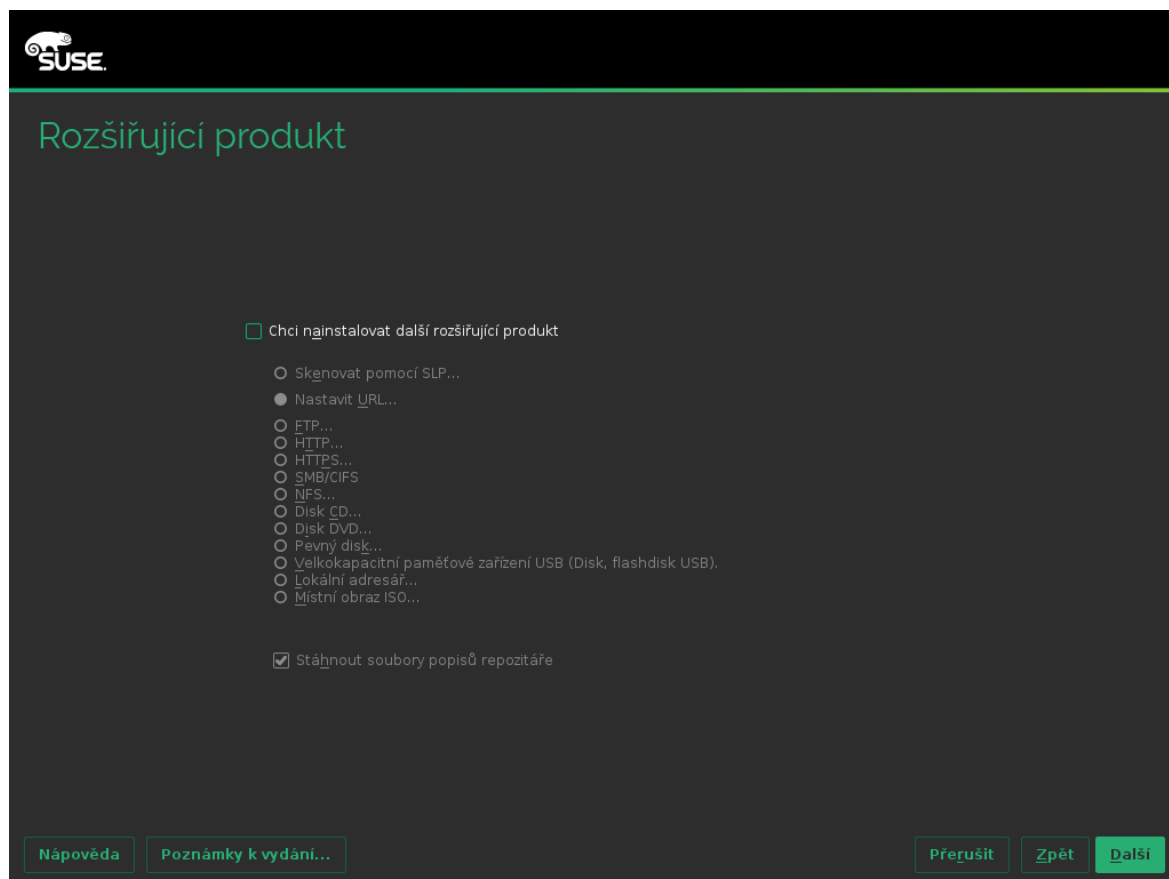 SUSE.
Rozšiřující produkt
Chci nainstalovat další rozšiřující produkt
Skenovat pomocí SLP...
Nastavit URL...
FTP...
HTTP...
HTTPS...
SMB/CIFS
NFS...
Disk CD...
Disk DVD...
Pevný disk...
Velkokapacitní paměťové zařízení USB (Disk, flashdisk USB).
Lokální adresář...
Místní obraz ISO...
Stáhnout soubory popisů repozitáře
Nápověda Poznámky k vydání... Přerušit Zpět Další